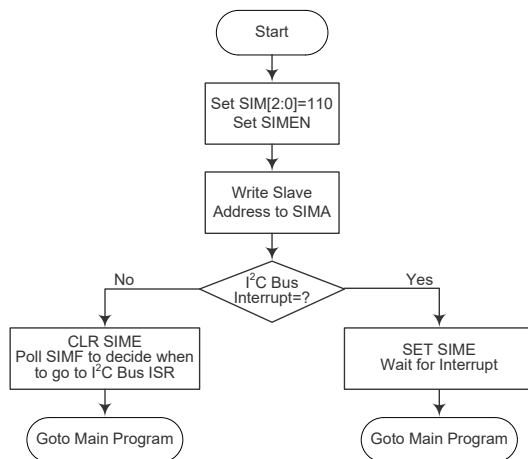 Start
Set SIM[2:0]=110
Set SIMEN
Write Slave
Address to SIMA
I²C Bus
Interrupt=?
No
Yes
CLR SIME
Poll SIMF to decide when
to go to I²C Bus ISR
SET SIME
Wait for Interrupt
Goto Main Program
Goto Main Program